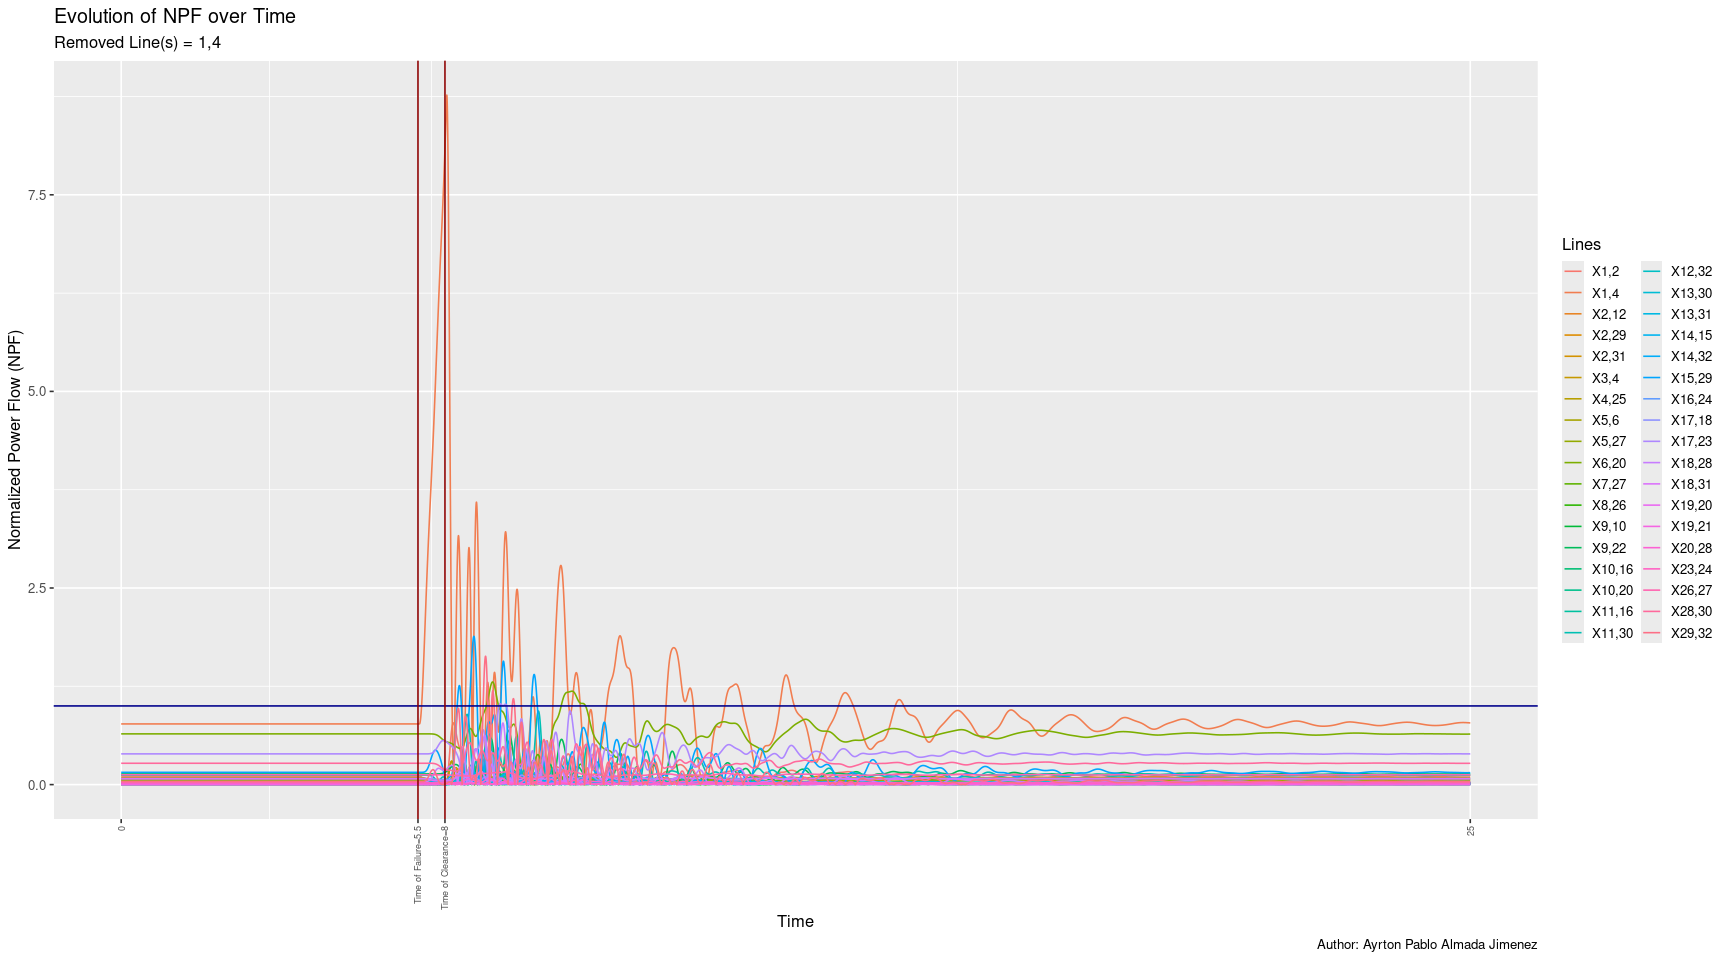 Evolution of NPF over Time
Removed Line(s) = 1,4
Normalized Power Flow (NPF)
7.5
5.0
2.5
0.0
0
Time of Failure=5.5
Time of Clearance=8
25
Time
Lines
X1,2
X1,4
X2,12
X2,29
X2,31
X3,4
X4,25
X5,6
X5,27
X6,20
X7,27
X8,26
X9,10
X9,22
X10,16
X10,20
X11,16
X11,30
X12,32
X13,30
X13,31
X14,15
X14,32
X15,29
X16,24
X17,18
X17,23
X18,28
X18,31
X19,20
X19,21
X20,28
X23,24
X26,27
X28,30
X29,32
Author: Ayrton Pablo Almada Jimenez